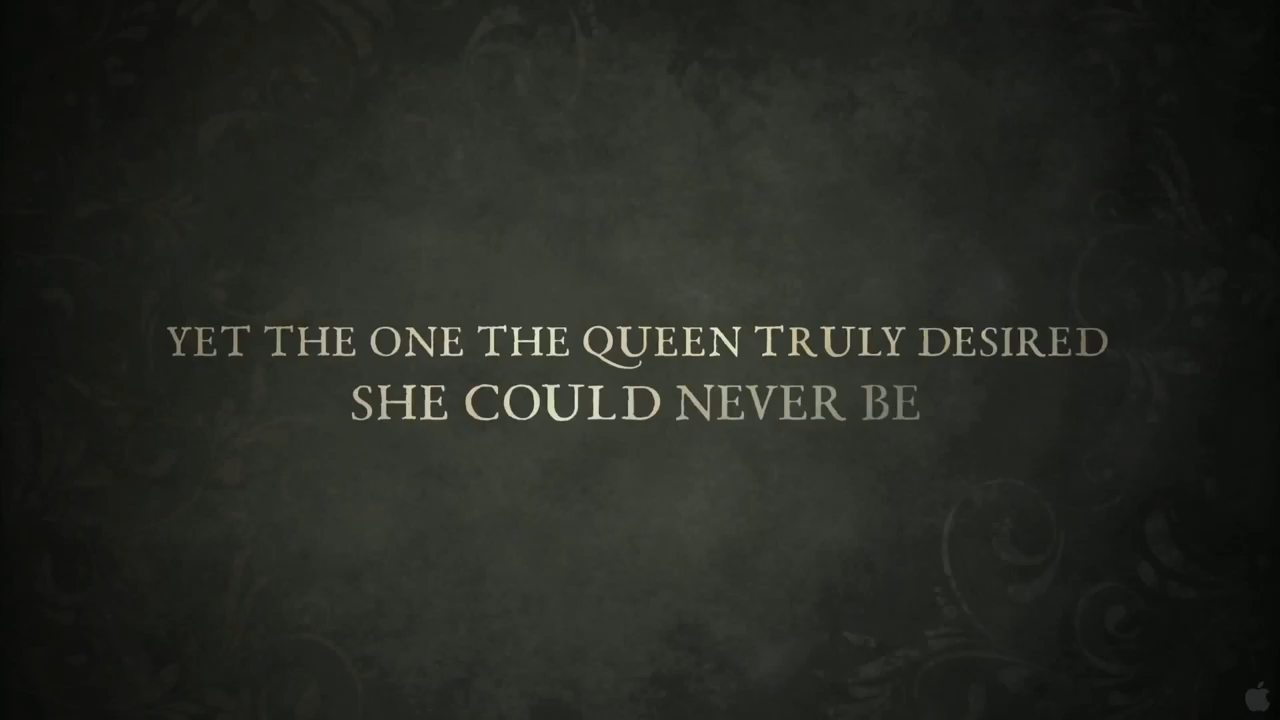 YET THE ONE THE QUEEN TRULY DESIRED
SHE COULD NEVER BE